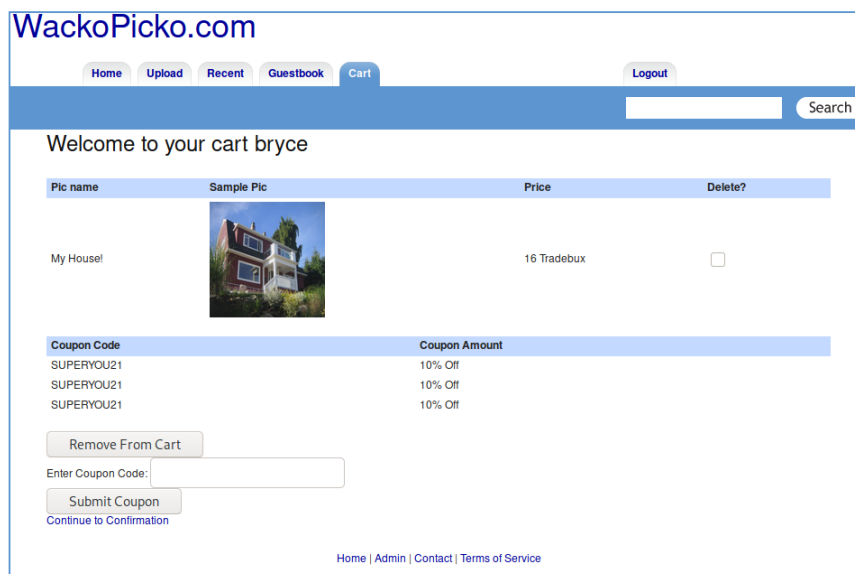 WackoPicko.com
Home Upload Recent Guestbook Cart Logout
Search
Welcome to your cart bryce
Pic name Sample Pic Price Delete?
My House! 16 Tradebux
Coupon Code Coupon Amount
SUPERYOU21 10% Off
SUPERYOU21 10% Off
SUPERYOU21 10% Off
Remove From Cart
Enter Coupon Code:
Submit Coupon
Continue to Confirmation
Home | Admin | Contact | Terms of Service